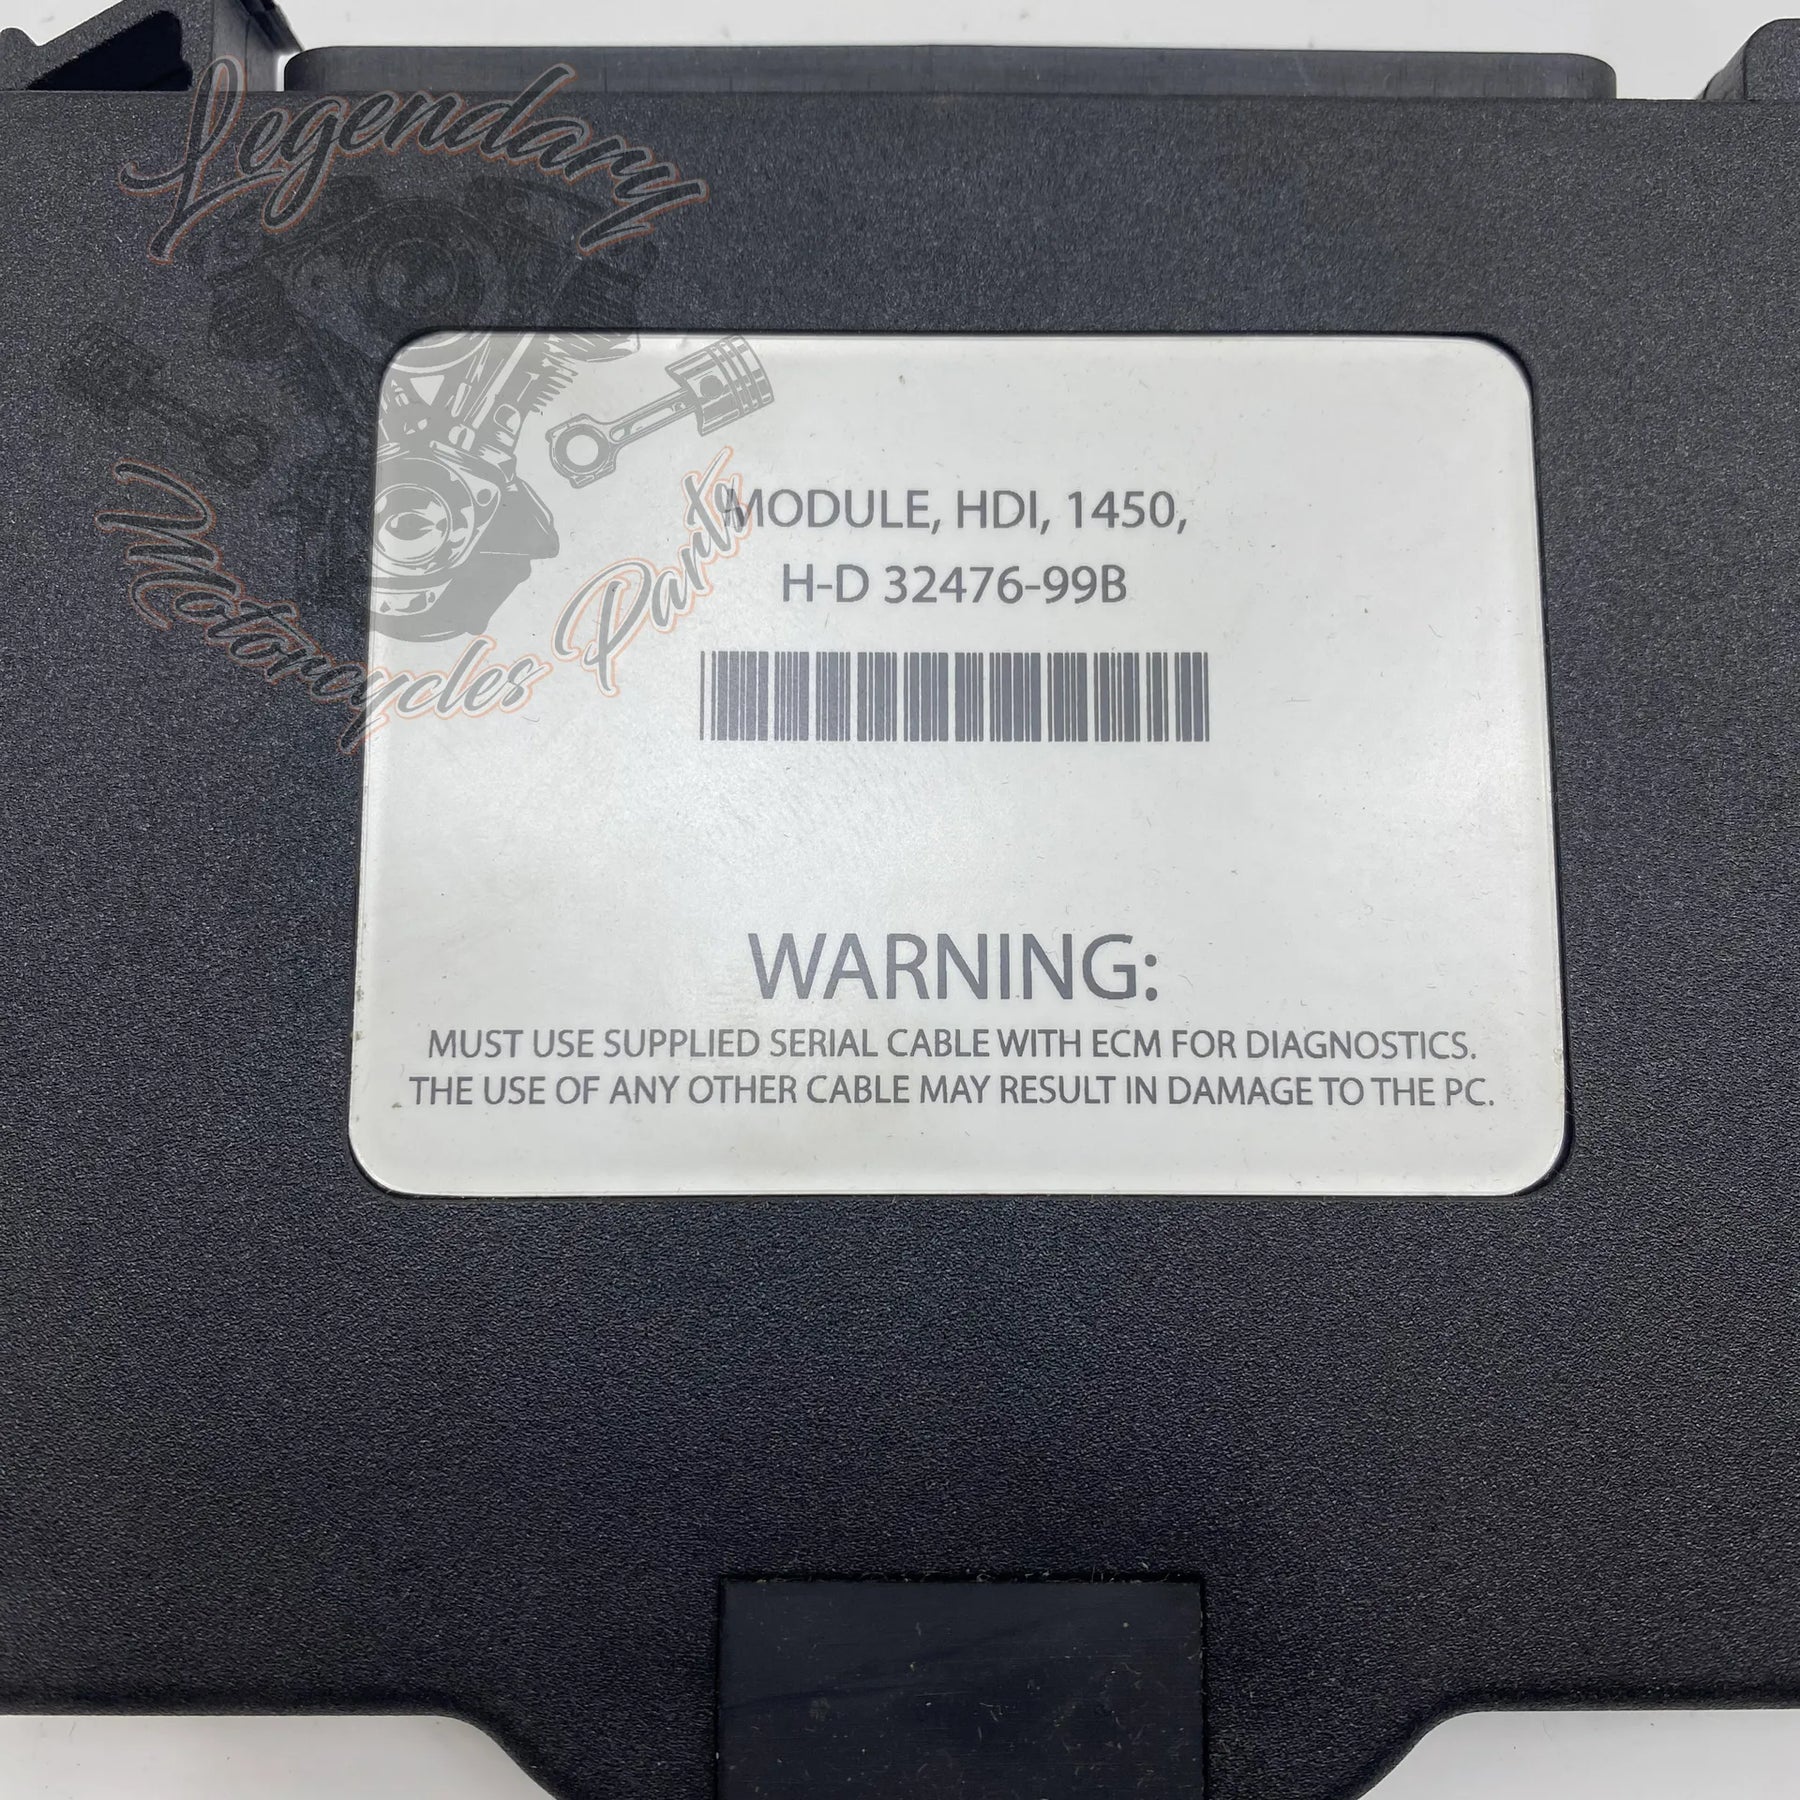 Legendary
Motorcycles Parts
MODULE, HDI, 1450,
H-D 32476-99B
WARNING:
MUST USE SUPPLIED SERIAL CABLE WITH ECM FOR DIAGNOSTICS.
THE USE OF ANY OTHER CABLE MAY RESULT IN DAMAGE TO THE PC.